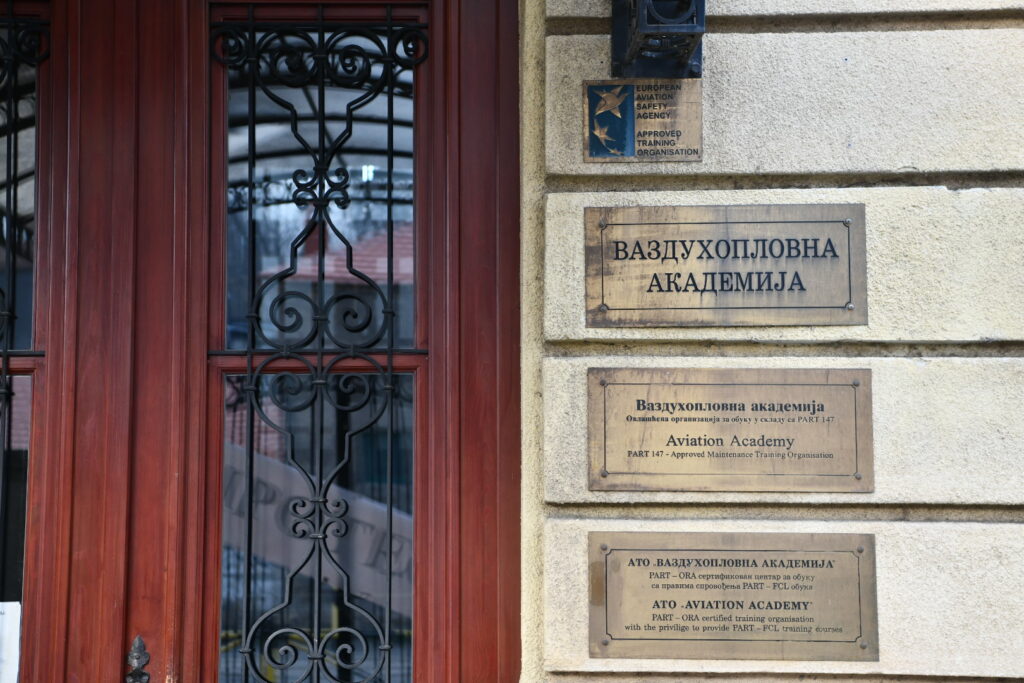 EUROPEAN
AVIATION
SAFETY
AGENCY
APPROVED
TRAINING
ORGANISATION
ВАЗДУХОПЛОВНА
АКАДЕМИЈА
Ваздухопловна академија
Овлашћена организација за обуку у складу са PART 147
Aviation Academy
PART 147 - Approved Maintenance Training Organisation
АТО „ВАЗДУХОПЛОВНА АКАДЕМИЈА"
PART – ORA сертификован центар за обуку
са правима спровођења PART – FCL обука
ATO „AVIATION ACADEMY"
PART – ORA certified training organisation
with the privilige to provide PART – FCL training courses